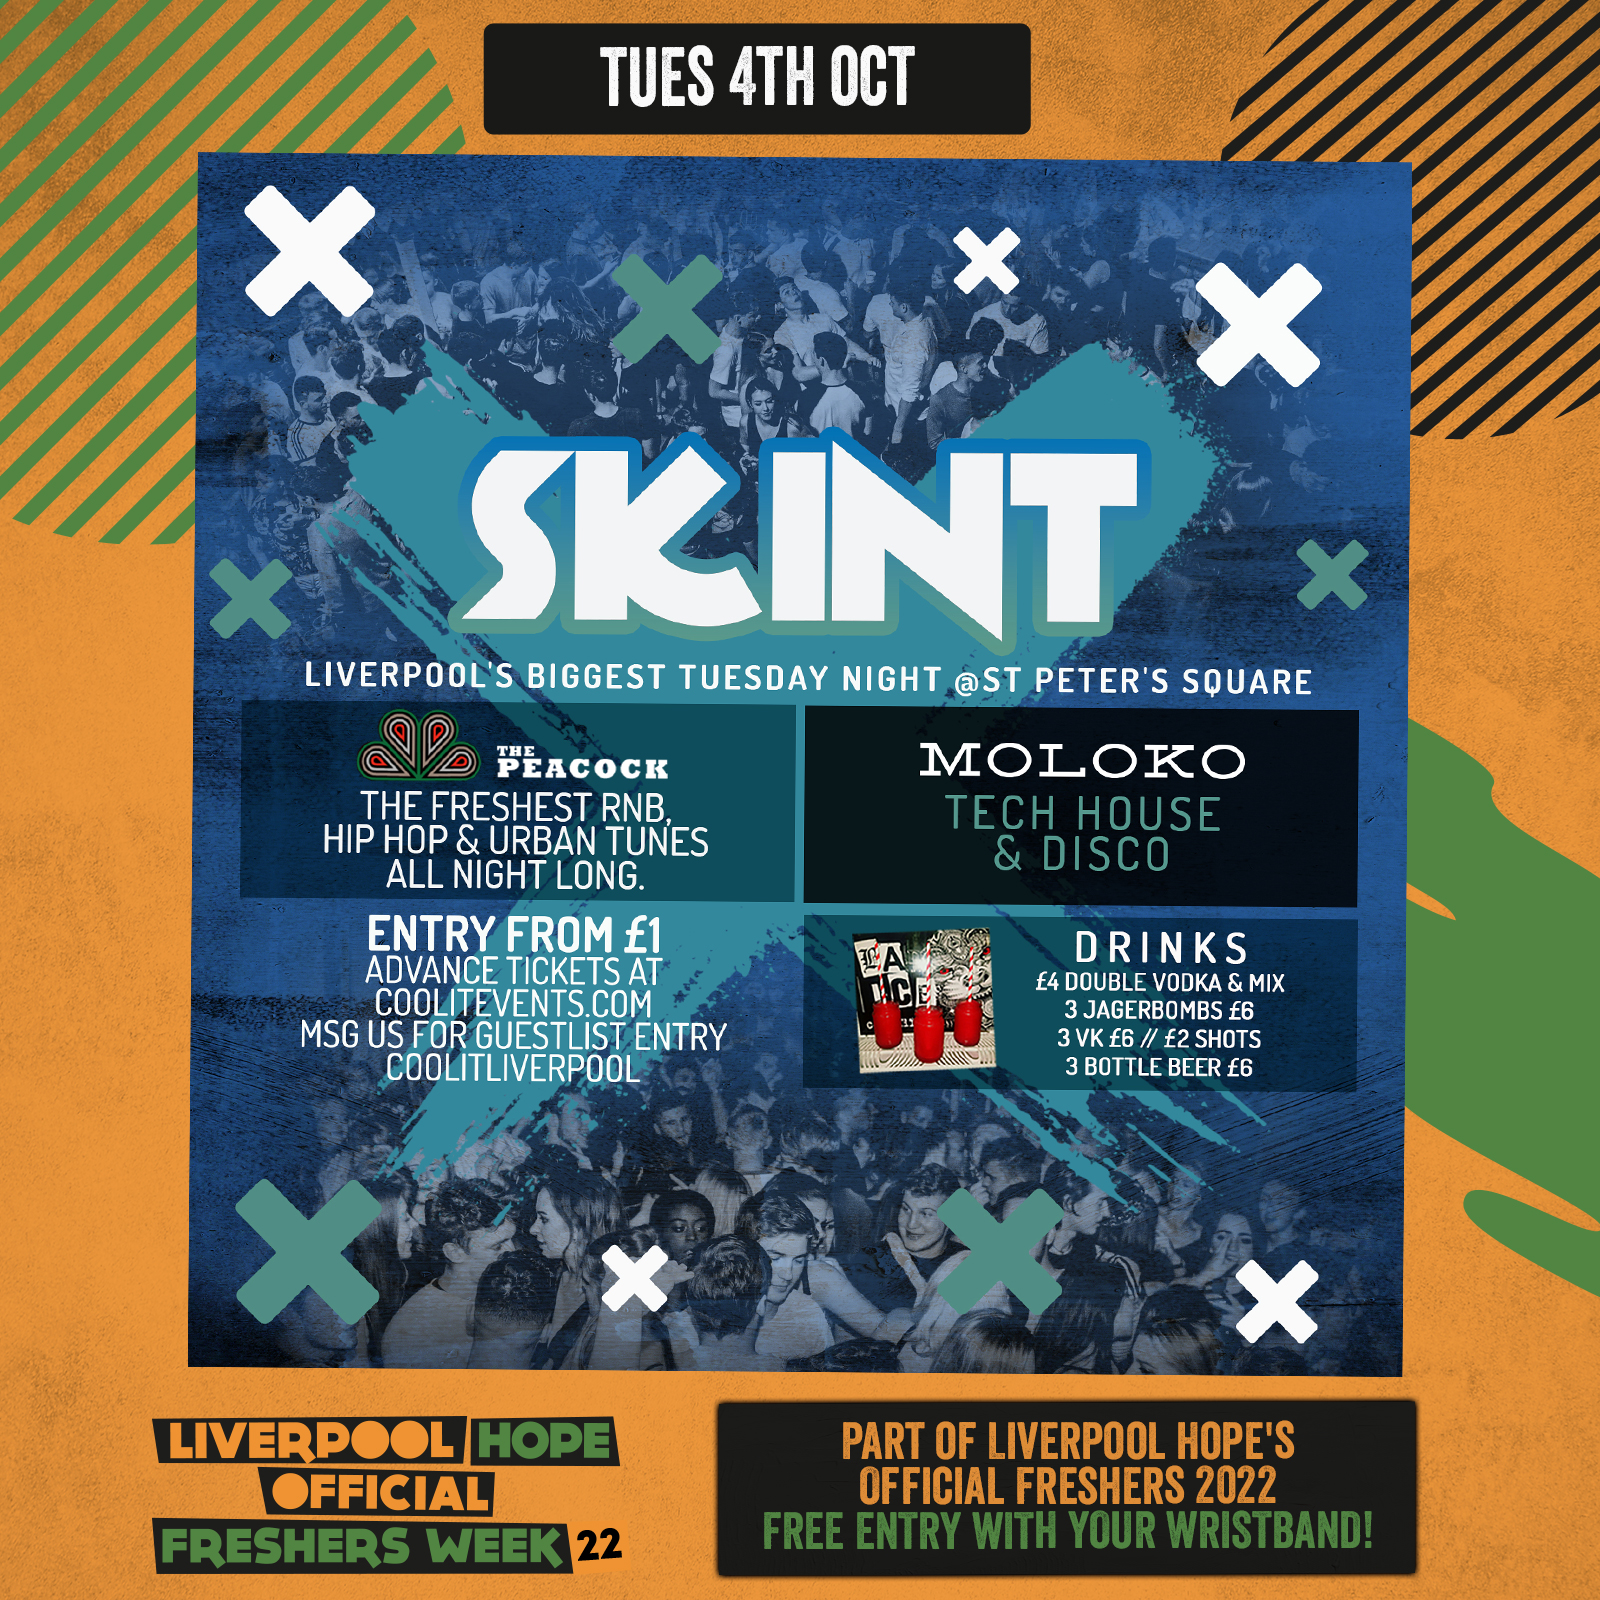 TUES 4TH OCT
SKINT
LIVERPOOL'S BIGGEST TUESDAY NIGHT @ST PETER'S SQUARE
THE
PEACOCK
THE FRESHEST RNB,
HIP HOP & URBAN TUNES
ALL NIGHT LONG.
MOLOKO
TECH HOUSE
& DISCO
ENTRY FROM £1
ADVANCE TICKETS AT
COOLITEVENTS.COM
MSG US FOR GUESTLIST ENTRY
COOLITLIVERPOOL
DRINKS
£4 DOUBLE VODKA & MIX
3 JAGERBOMBS £6
3 VK £6 // £2 SHOTS
3 BOTTLE BEER £6
LIVERPOOL HOPE
OFFICIAL
FRESHERS WEEK 22
PART OF LIVERPOOL HOPE'S
OFFICIAL FRESHERS 2022
FREE ENTRY WITH YOUR WRISTBAND!